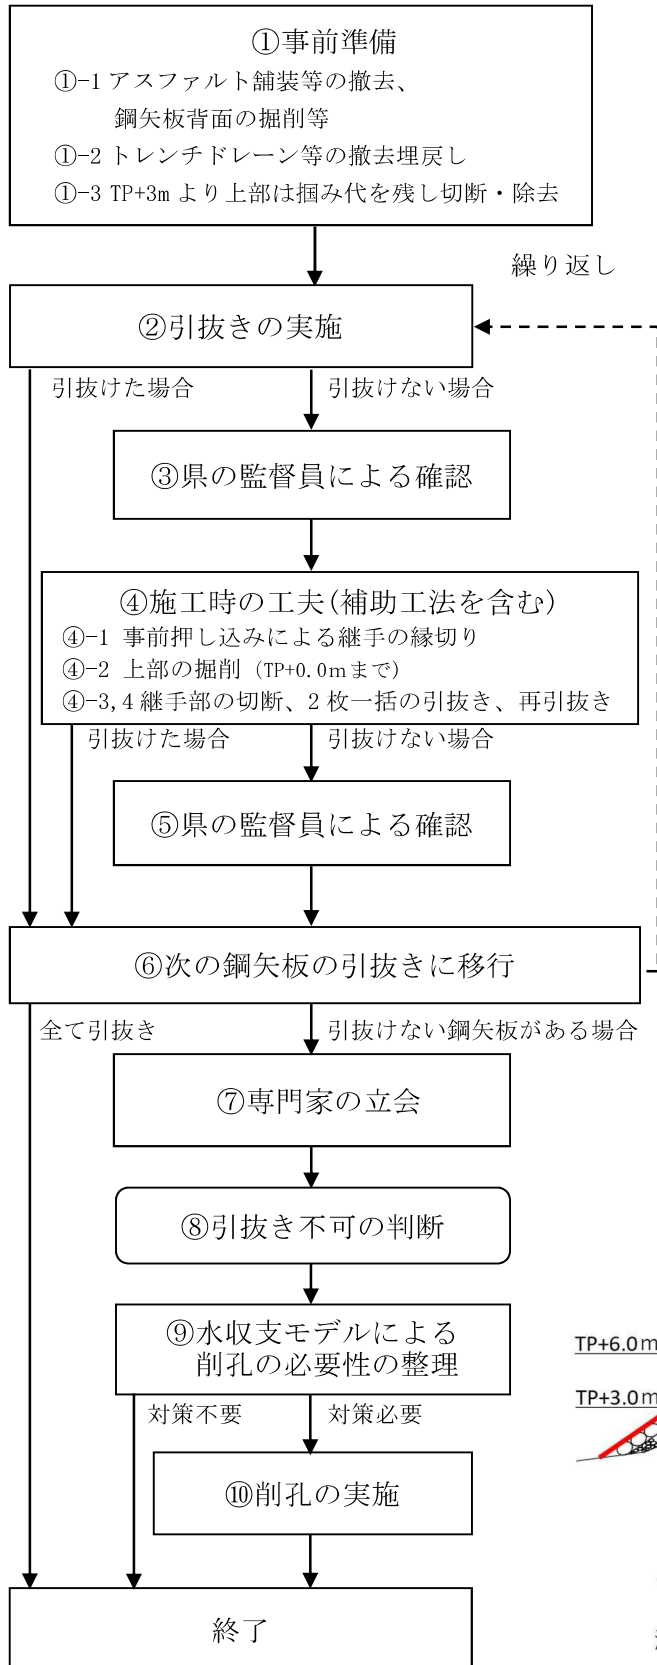 ①事前準備
①-1 アスファルト舗装等の撤去、
鋼矢板背面の掘削等
①-2 トレンチドレーン等の撤去埋戻し
①-3 TP+3m より上部は掴み代を残し切断・除去
繰り返し
②引抜きの実施
引抜けた場合
引抜けない場合
③県の監督員による確認
④施工時の工夫(補助工法を含む)
④-1 事前押し込みによる継手の縁切り
④-2 上部の掘削 (TP+0.0mまで)
④-3,4 継手部の切断、2枚一括の引抜き、再引抜き
引抜けた場合
引抜けない場合
⑤県の監督員による確認
⑥次の鋼矢板の引抜きに移行
全て引抜き
引抜けない鋼矢板がある場合
⑦専門家の立会
⑧引抜き不可の判断
⑨水収支モデルによる
削孔の必要性の整理
TP+6.0m
TP+3.0m
対策不要
対策必要
⑩削孔の実施
終了